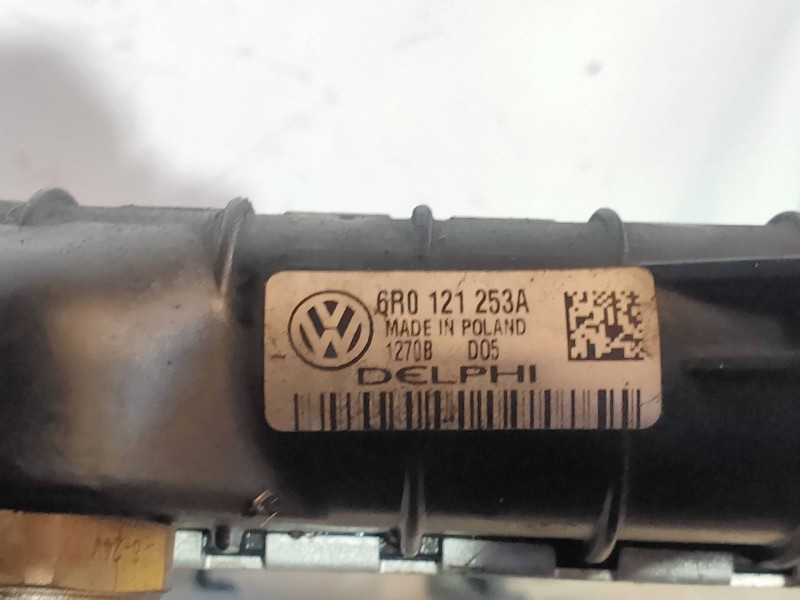 6R0 121 253A
MADE IN POLAND
1270B D05
DELPHI